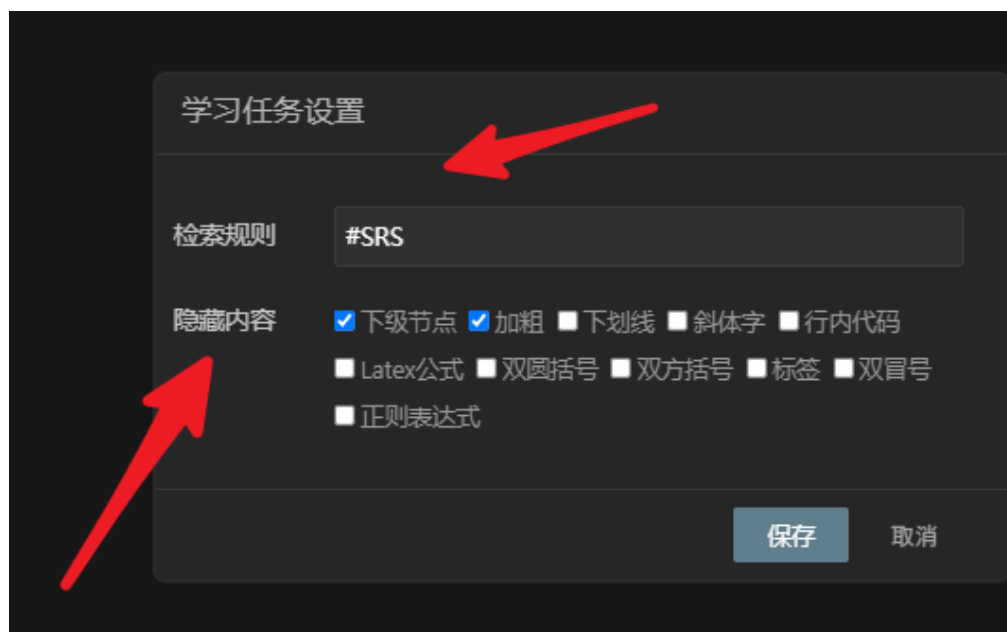 学习任务设置
检索规则 #SRS
隐藏内容 下级节点 加粗 下划线 斜体字 行内代码
Latex公式 双圆括号 双方括号 标签 双冒号
正则表达式
保存 取消